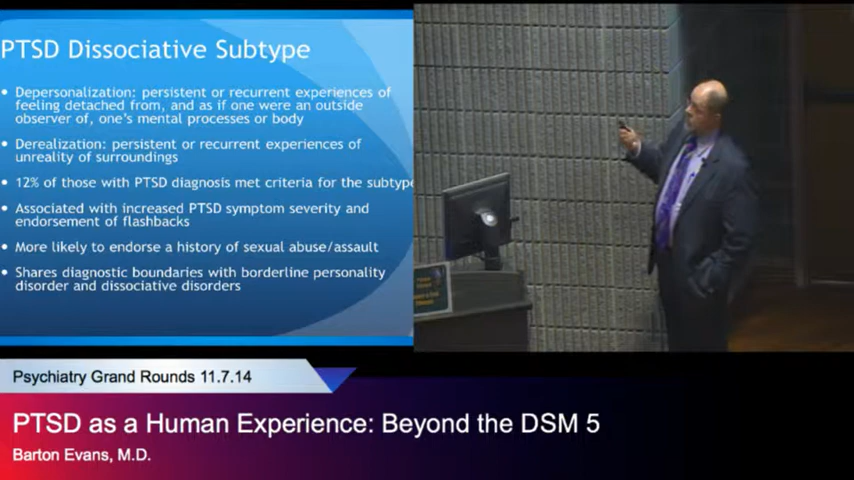 PTSD Dissociative Subtype
• Depersonalization: persistent or recurrent experiences of
feeling detached from, and as if one were an outside
observer of, one's mental processes or body
• Derealization: persistent or recurrent experiences of
unreality of surroundings
• 12% of those with PTSD diagnosis met criteria for the subtype
• Associated with increased PTSD symptom severity and
endorsement of flashbacks
• More likely to endorse a history of sexual abuse/assault
• Shares diagnostic boundaries with borderline personality
disorder and dissociative disorders
Psychiatry Grand Rounds 11.7.14
PTSD as a Human Experience: Beyond the DSM 5
Barton Evans, M.D.